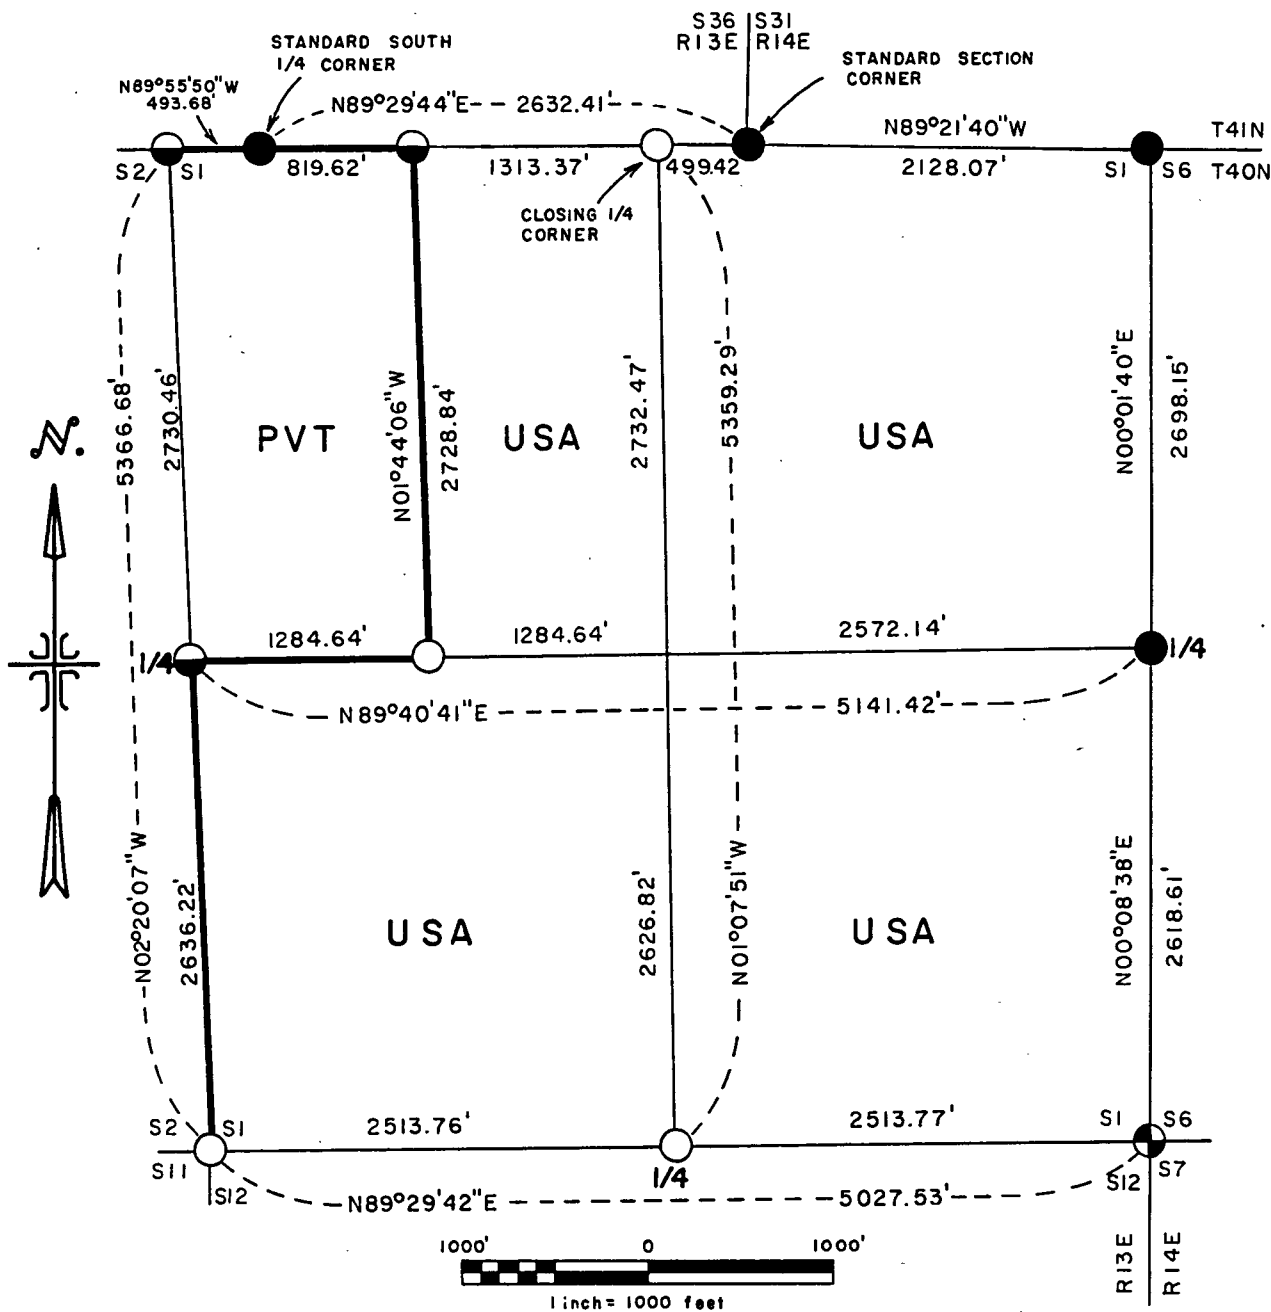 S36 S31
R13E R14E
STANDARD SOUTH
1/4 CORNER
STANDARD SECTION
CORNER
N89°55'50"W
493.68'
N89°29'44"E
2632.41'
N89°21'40"W
T41N
S2 S1
819.62'
1313.37'
499.42
2128.07'
S1 S6
T40N
CLOSING 1/4
CORNER
5366.68'
2730.46'
N01°44'06"W
2728.84'
2732.47'
5359.29'
N00°01'40"E
2698.15'
N.
PVT
USA
USA
1284.64'
1284.64'
2572.14'
1/4
1/4
N89°40'41"E
5141.42'
N02°20'07"W
2636.22'
USA
2626.82'
N01°07'51"W
USA
N00°08'38"E
2618.61'
S2 S1
2513.76'
2513.77'
S1 S6
S11
S12
1/4
S12
S7
N89°29'42"E
5027.53'
R13E
R14E
1000' 0 1000'
1 inch = 1000 feet